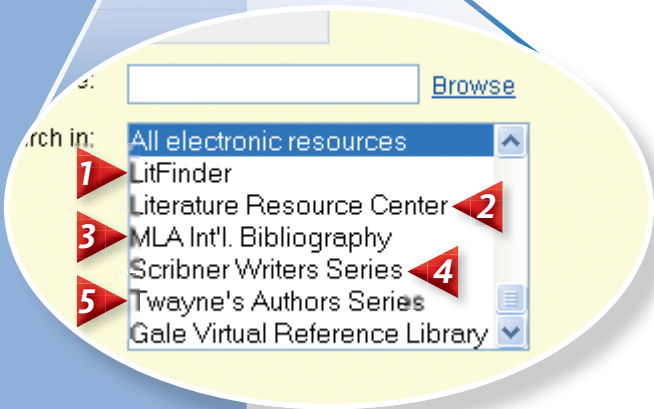 Browse
rch in:
All electronic resources
1 LitFinder
Literature Resource Center 2
3 MLA Int'l. Bibliography
Scribner Writers Series 4
5 Twayne's Authors Series
Gale Virtual Reference Library